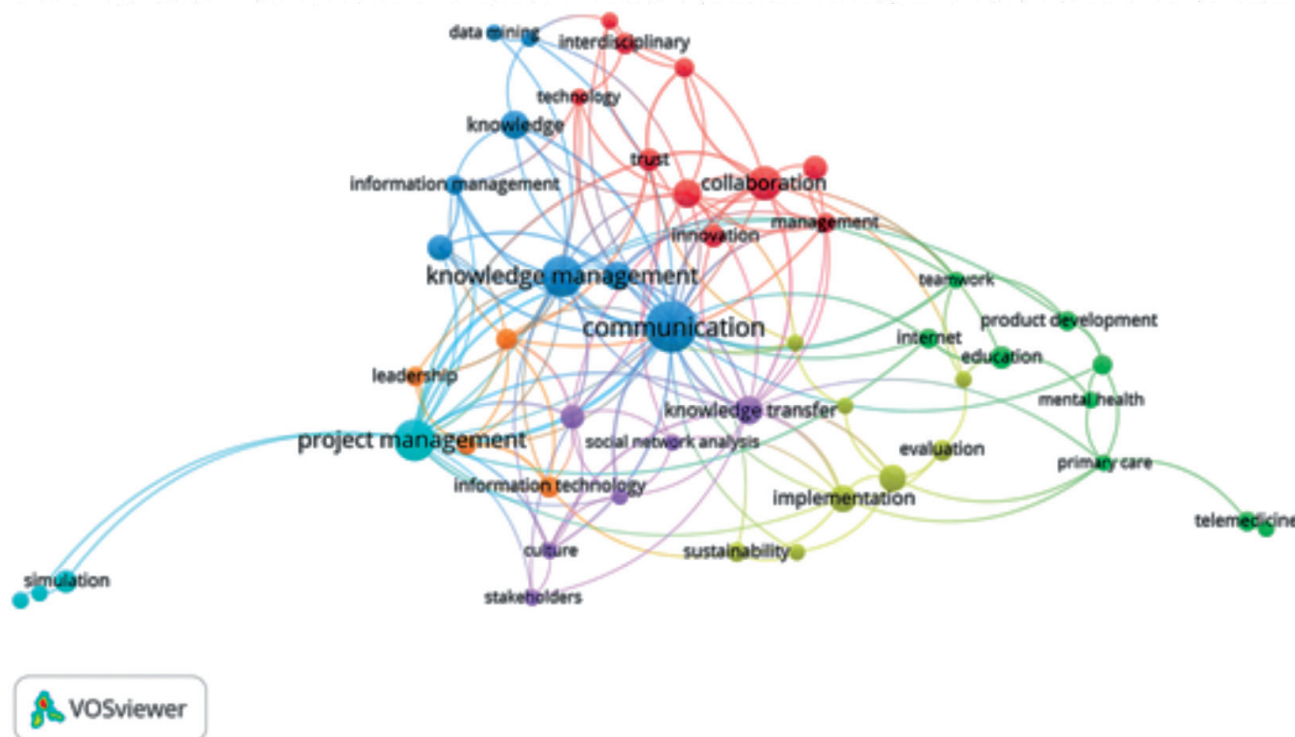 data mining
interdisciplinary
technology
knowledge
trust
information management
collaboration
management
innovation
knowledge management
teamwork
communication
product development
internet
education
leadership
mental health
knowledge transfer
project management
social network analysis
evaluation
primary care
information technology
implementation
telemedicine
culture
sustainability
simulation
stakeholders
VOSviewer